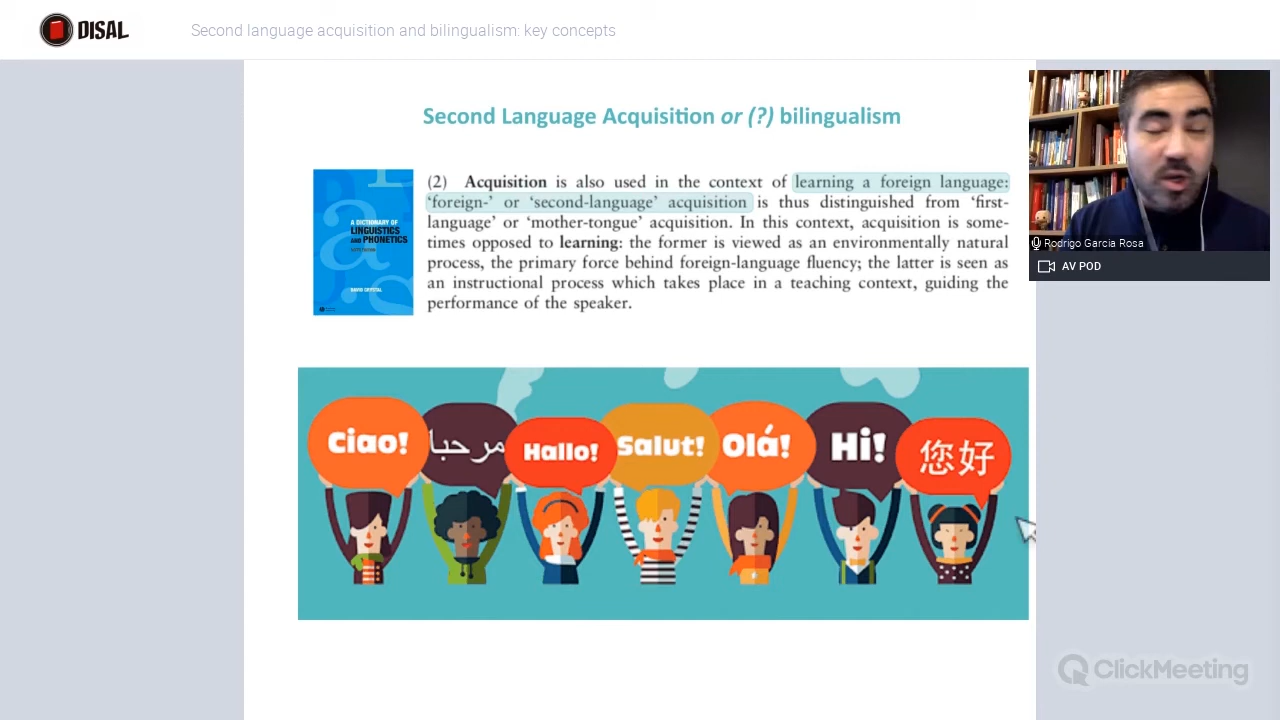 DISAL
Second language acquisition and bilingualism: key concepts
Second Language Acquisition or (?) bilingualism
A DICTIONARY OF
LINGUISTICS
AND PHONETICS
DAVID CRYSTAL
(2) Acquisition is also used in the context of learning a foreign language:
‘foreign-’ or ‘second-language’ acquisition is thus distinguished from ‘first-
language’ or ‘mother-tongue’ acquisition. In this context, acquisition is some-
times opposed to learning: the former is viewed as an environmentally natural
process, the primary force behind foreign-language fluency; the latter is seen as
an instructional process which takes place in a teaching context, guiding the
performance of the speaker.
Rodrigo Garcia Rosa
AV POD
Ciao!
مرحبا
Hallo!
Salut!
Olá!
Hi!
您好
ClickMeeting